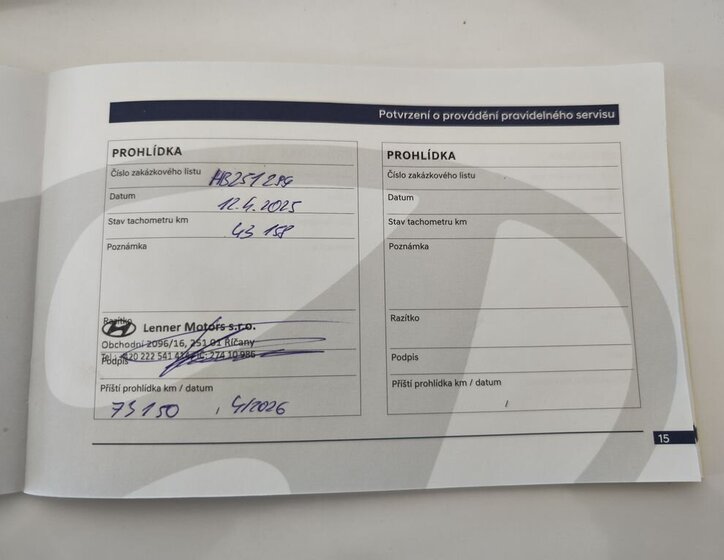 Potvrzení o provádění pravidelného servisu
PROHLÍDKA
Číslo zakázkového listu HB251289
Datum 12.4.2025
Stav tachometru km 43 158
Poznámka
Razítko
Lenner Motors s.r.o.
Obchodní 2096/16, 251 01 Říčany
Podpis
Příští prohlídka km / datum
73150 / 4/2026
PROHLÍDKA
Číslo zakázkového listu
Datum
Stav tachometru km
Poznámka
Razítko
Podpis
Příští prohlídka km / datum
/
15